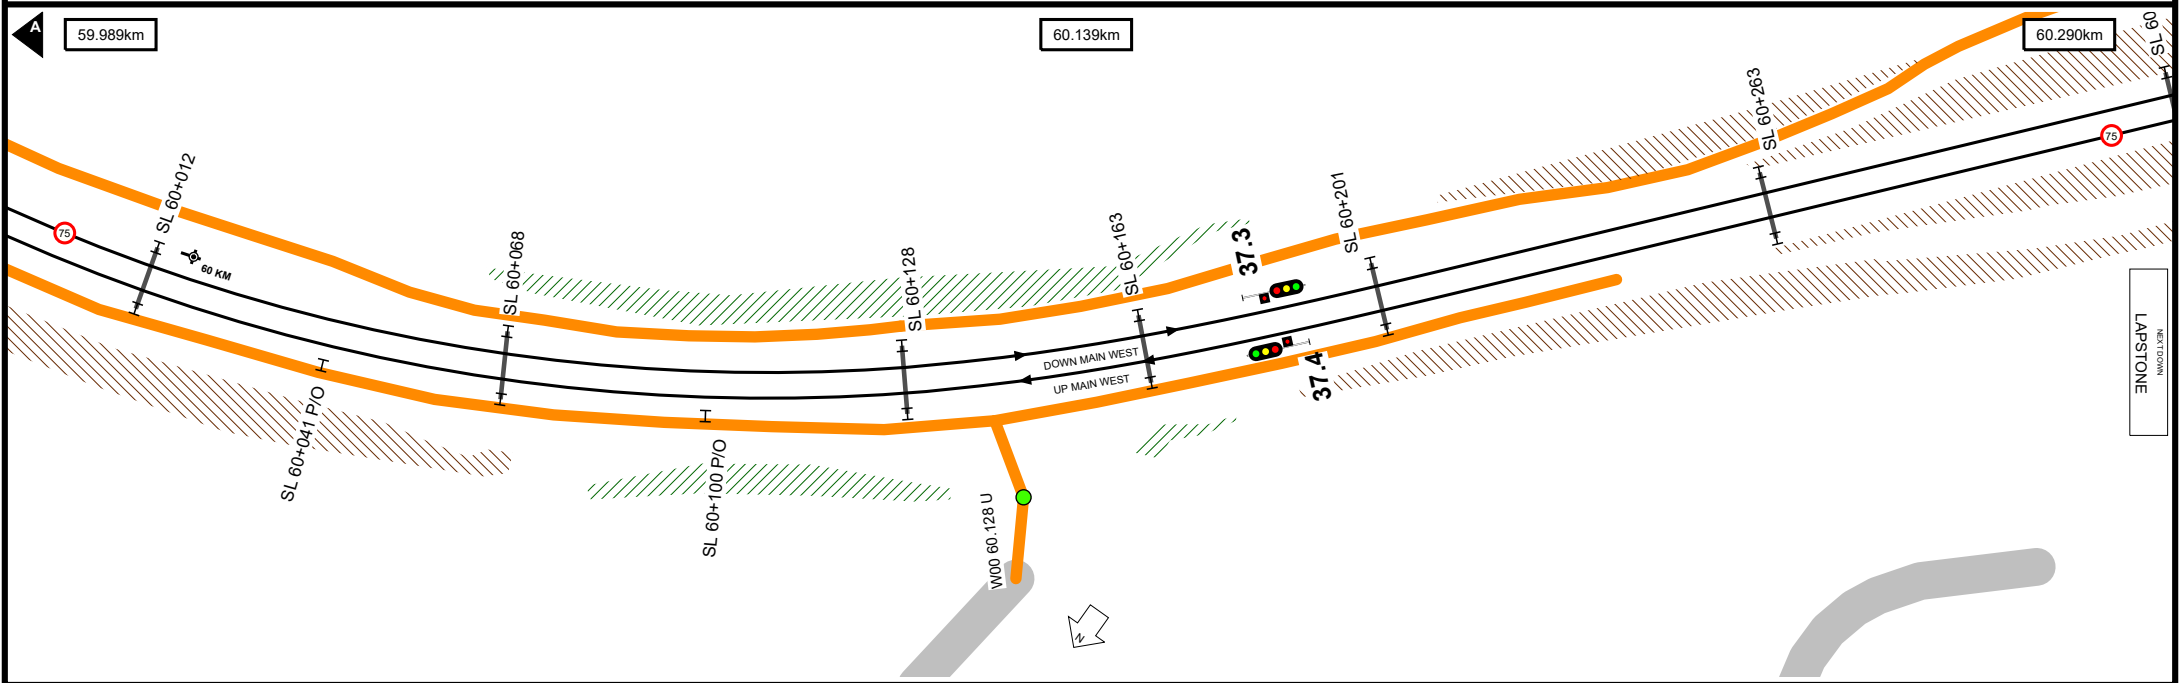 A
59.989km
60.139km
60.290km
SL 60
SL 60+263
75
SL 60+012
75
60 KM
SL 60+068
SL 60+128
SL 60+163
37.3
SL 60+201
DOWN MAIN WEST
UP MAIN WEST
37.4
SL 60+041 P/O
SL 60+100 P/O
W00 60.128 U
NEXT DOWN
LAPSTONE
N